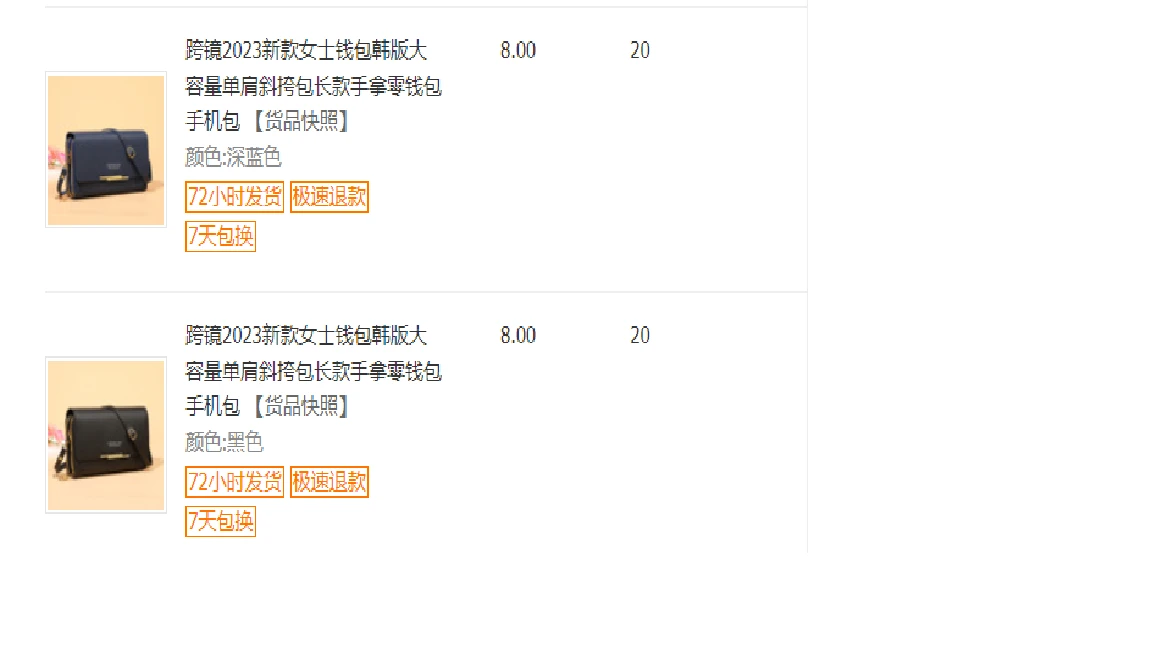 跨镜2023新款女士钱包韩版大 8.00 20
容量单肩斜挎包长款手拿零钱包
手机包 【货品快照】
颜色:深蓝色
72小时发货 极速退款
7天包换
跨镜2023新款女士钱包韩版大 8.00 20
容量单肩斜挎包长款手拿零钱包
手机包 【货品快照】
颜色:黑色
72小时发货 极速退款
7天包换